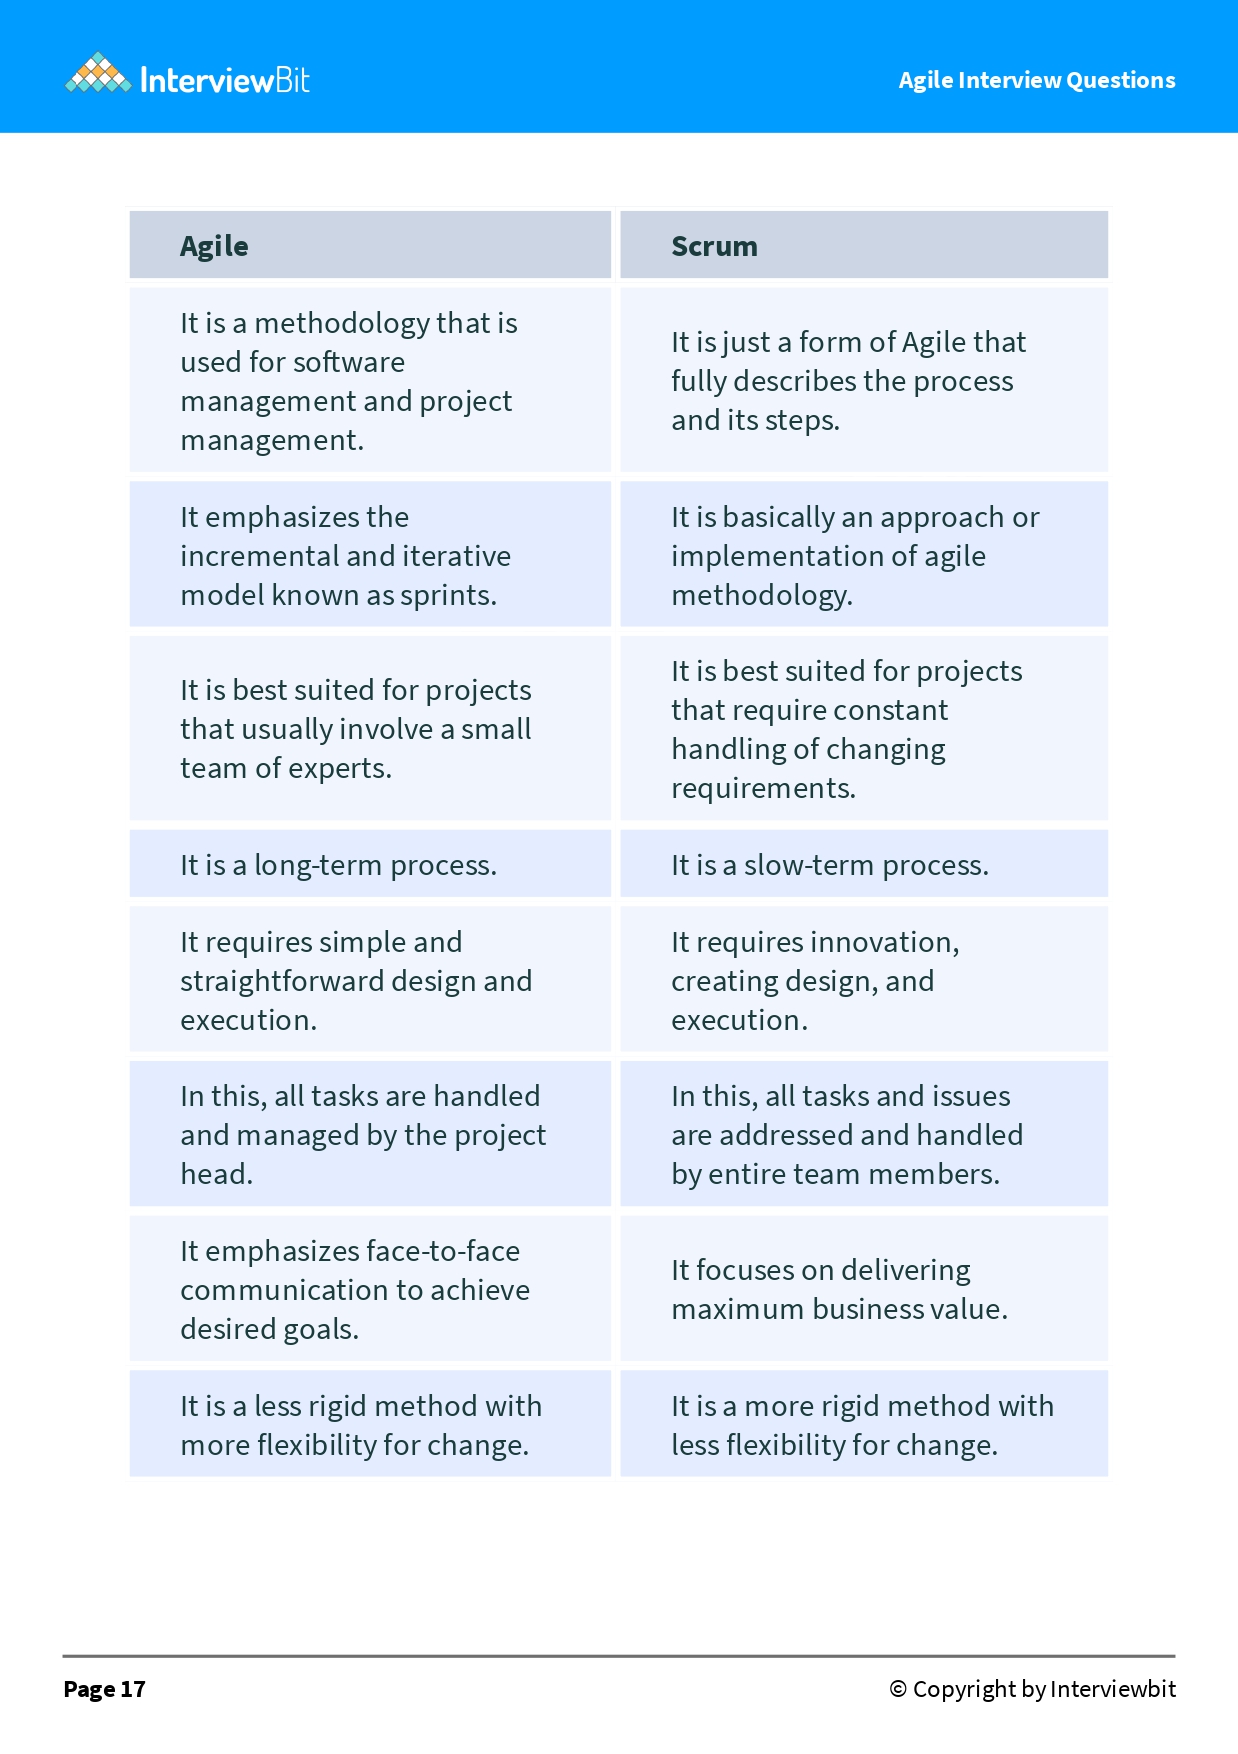 InterviewBit
Agile Interview Questions
Agile
Scrum
It is a methodology that is
used for software
management and project
management.
It is just a form of Agile that
fully describes the process
and its steps.
It emphasizes the
incremental and iterative
model known as sprints.
It is basically an approach or
implementation of agile
methodology.
It is best suited for projects
that usually involve a small
team of experts.
It is best suited for projects
that require constant
handling of changing
requirements.
It is a long-term process.
It is a slow-term process.
It requires simple and
straightforward design and
execution.
It requires innovation,
creating design, and
execution.
In this, all tasks are handled
and managed by the project
head.
In this, all tasks and issues
are addressed and handled
by entire team members.
It emphasizes face-to-face
communication to achieve
desired goals.
It focuses on delivering
maximum business value.
It is a less rigid method with
more flexibility for change.
It is a more rigid method with
less flexibility for change.
Page 17
© Copyright by Interviewbit